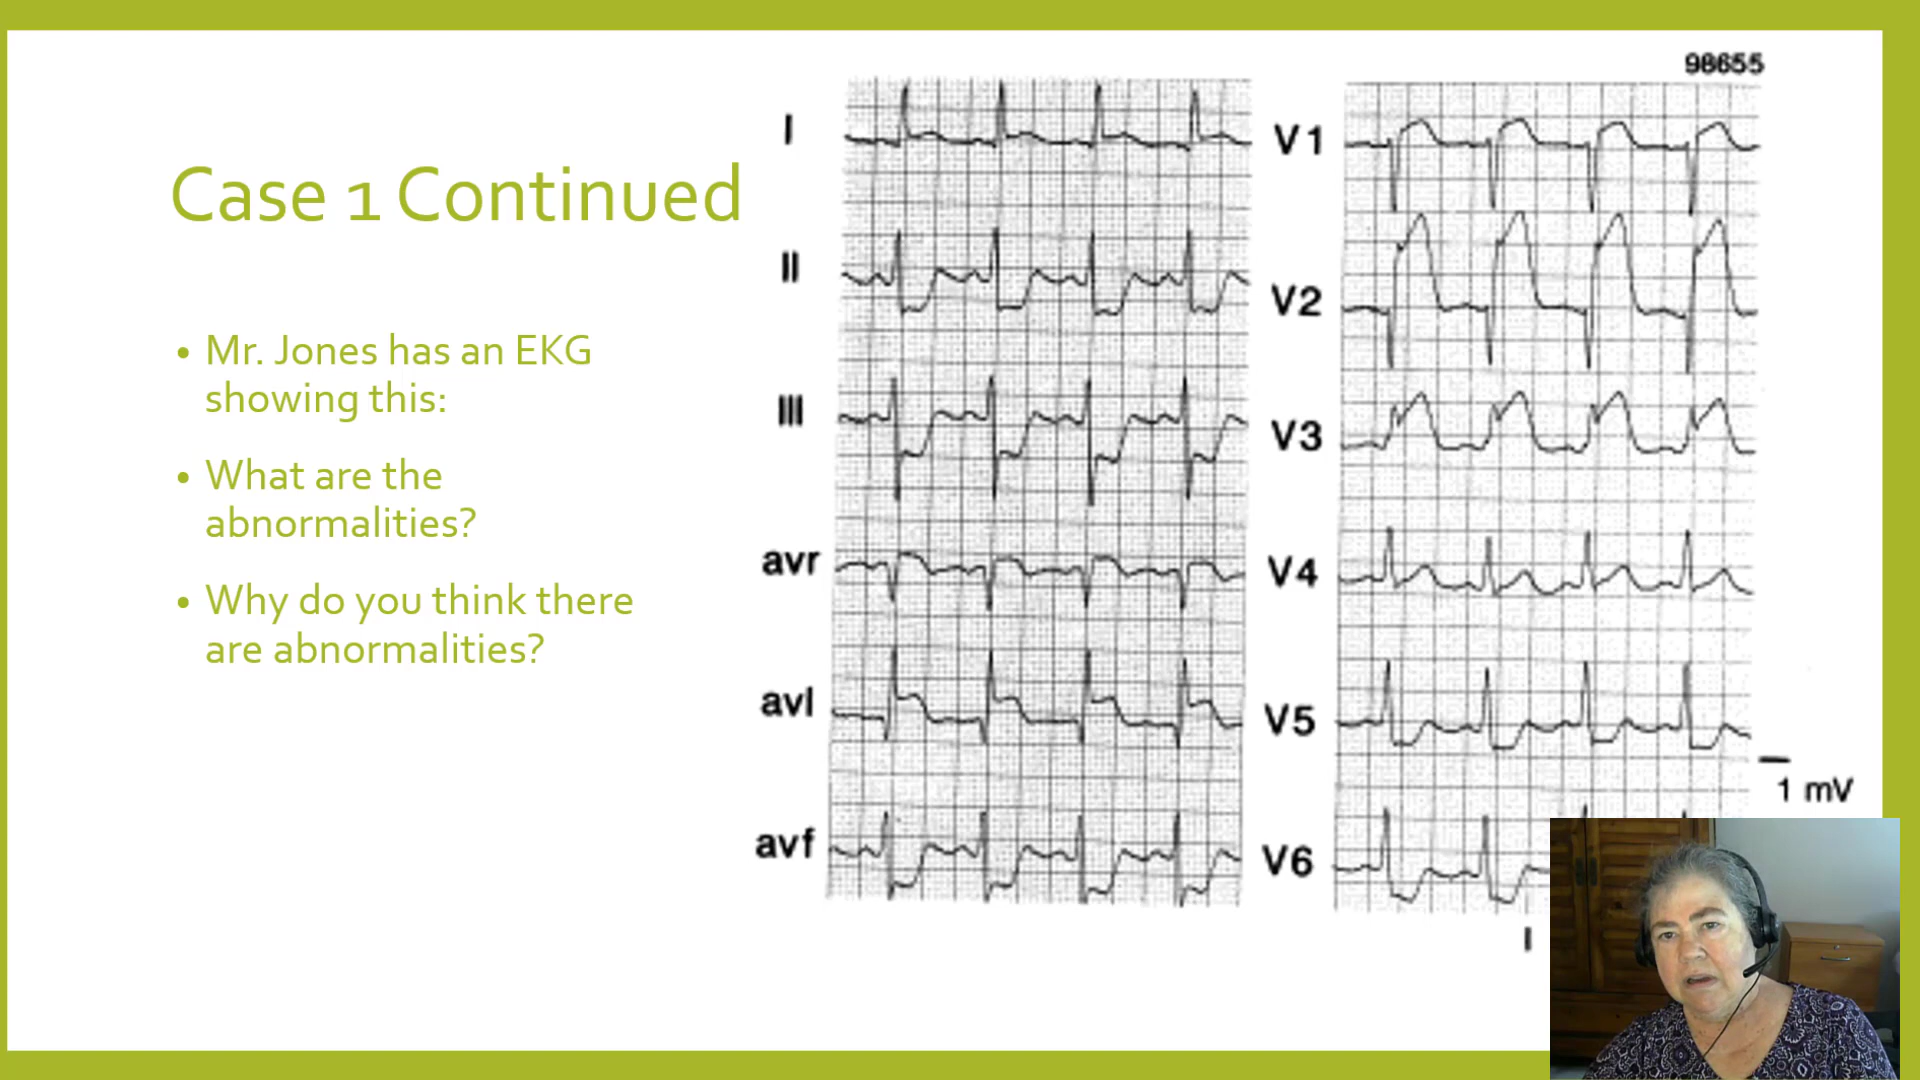 98655
Case 1 Continued
• Mr. Jones has an EKG
showing this:
• What are the
abnormalities?
• Why do you think there
are abnormalities?
I
II
III
avr
avl
avf
V1
V2
V3
V4
V5
V6
1 mV
I